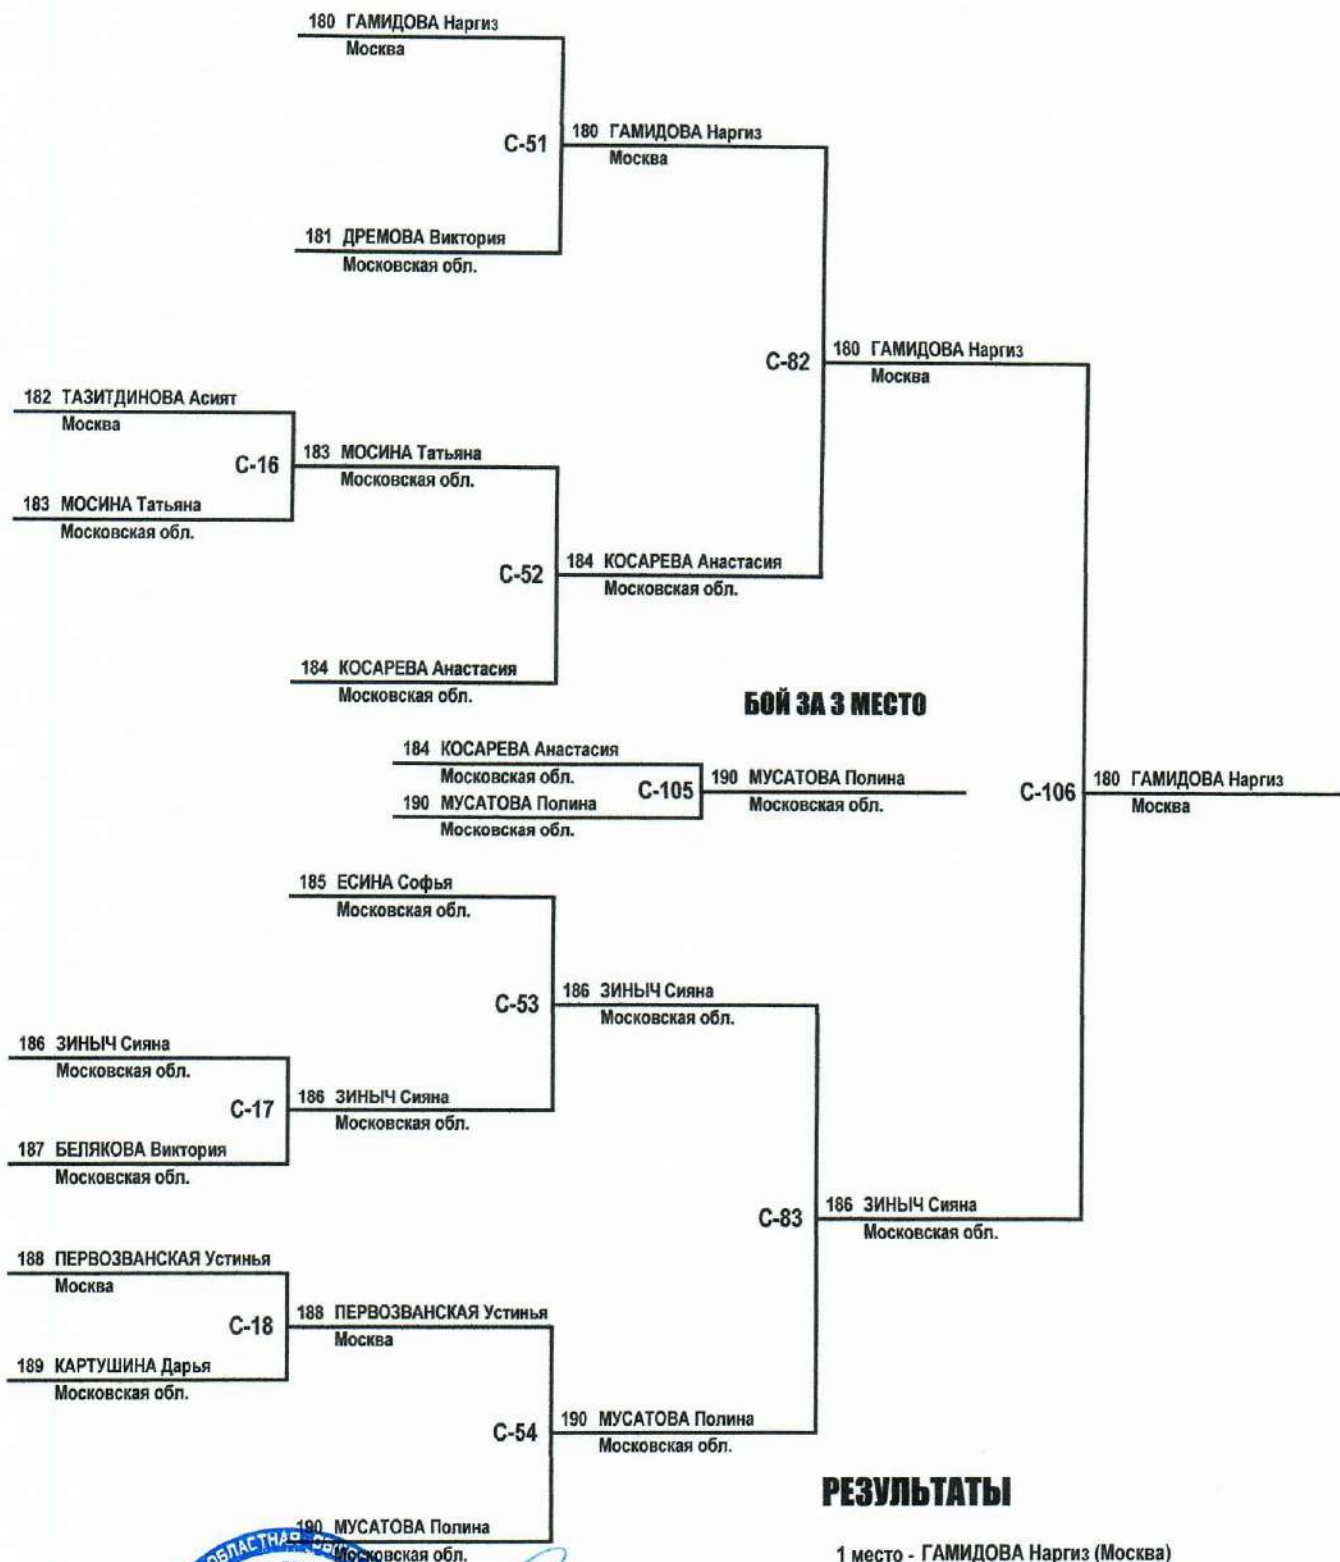 180 ГАМИДОВА Наргиз
Москва
С-51
180 ГАМИДОВА Наргиз
Москва
181 ДРЕМОВА Виктория
Московская обл.
С-82
180 ГАМИДОВА Наргиз
Москва
182 ТАЗИТДИНОВА Асият
Москва
С-16
183 МОСИНА Татьяна
Московская обл.
183 МОСИНА Татьяна
Московская обл.
С-52
184 КОСАРЕВА Анастасия
Московская обл.
184 КОСАРЕВА Анастасия
Московская обл.
БОЙ ЗА 3 МЕСТО
184 КОСАРЕВА Анастасия
Московская обл.
190 МУСАТОВА Полина
Московская обл.
С-105
190 МУСАТОВА Полина
Московская обл.
С-106
180 ГАМИДОВА Наргиз
Москва
185 ЕСИНА Софья
Московская обл.
С-53
186 ЗИНЫЧ Сияна
Московская обл.
186 ЗИНЫЧ Сияна
Московская обл.
С-17
186 ЗИНЫЧ Сияна
Московская обл.
187 БЕЛЯКОВА Виктория
Московская обл.
С-83
186 ЗИНЫЧ Сияна
Московская обл.
188 ПЕРВОЗВАНСКАЯ Устинья
Москва
С-18
188 ПЕРВОЗВАНСКАЯ Устинья
Москва
189 КАРТУШИНА Дарья
Московская обл.
С-54
190 МУСАТОВА Полина
Московская обл.
РЕЗУЛЬТАТЫ
190 МУСАТОВА Полина
Московская обл.
1 место - ГАМИДОВА Наргиз (Москва)